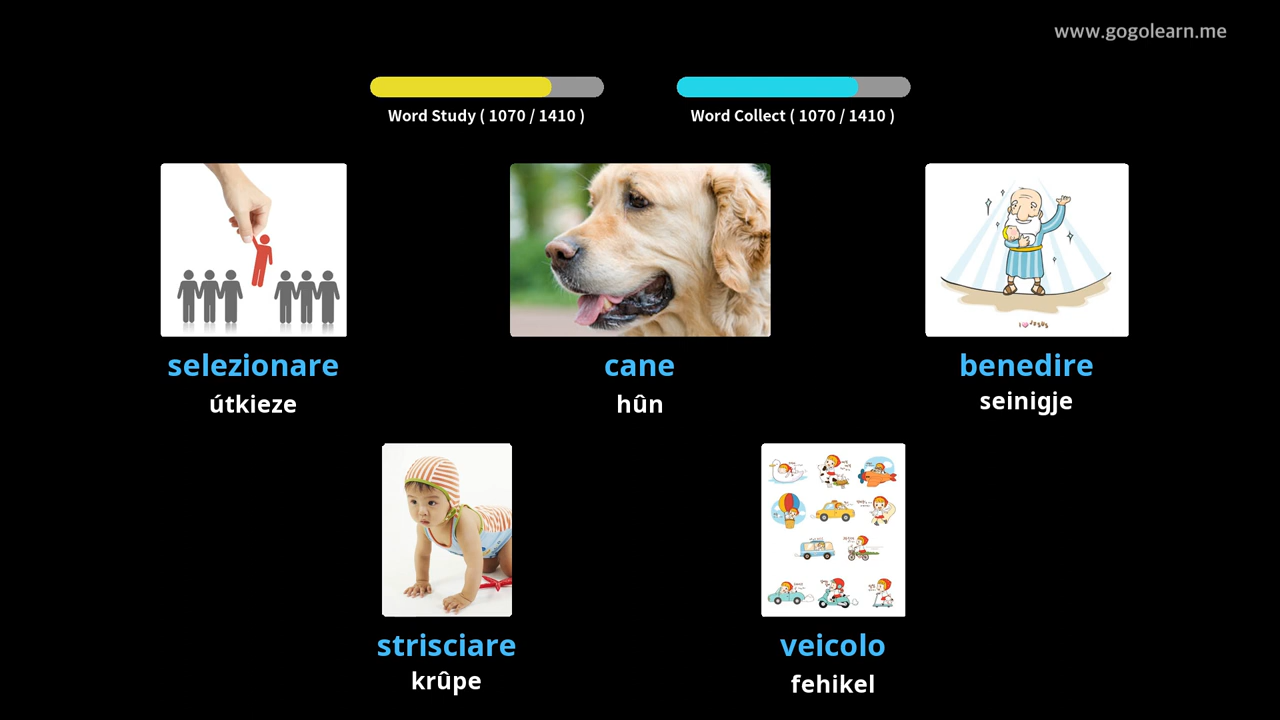 www.gogolearn.me
Word Study ( 1070 / 1410 )
Word Collect ( 1070 / 1410 )
selezionare
útkieze
cane
hûn
benedire
seinigje
strisciare
krûpe
veicolo
fehikel